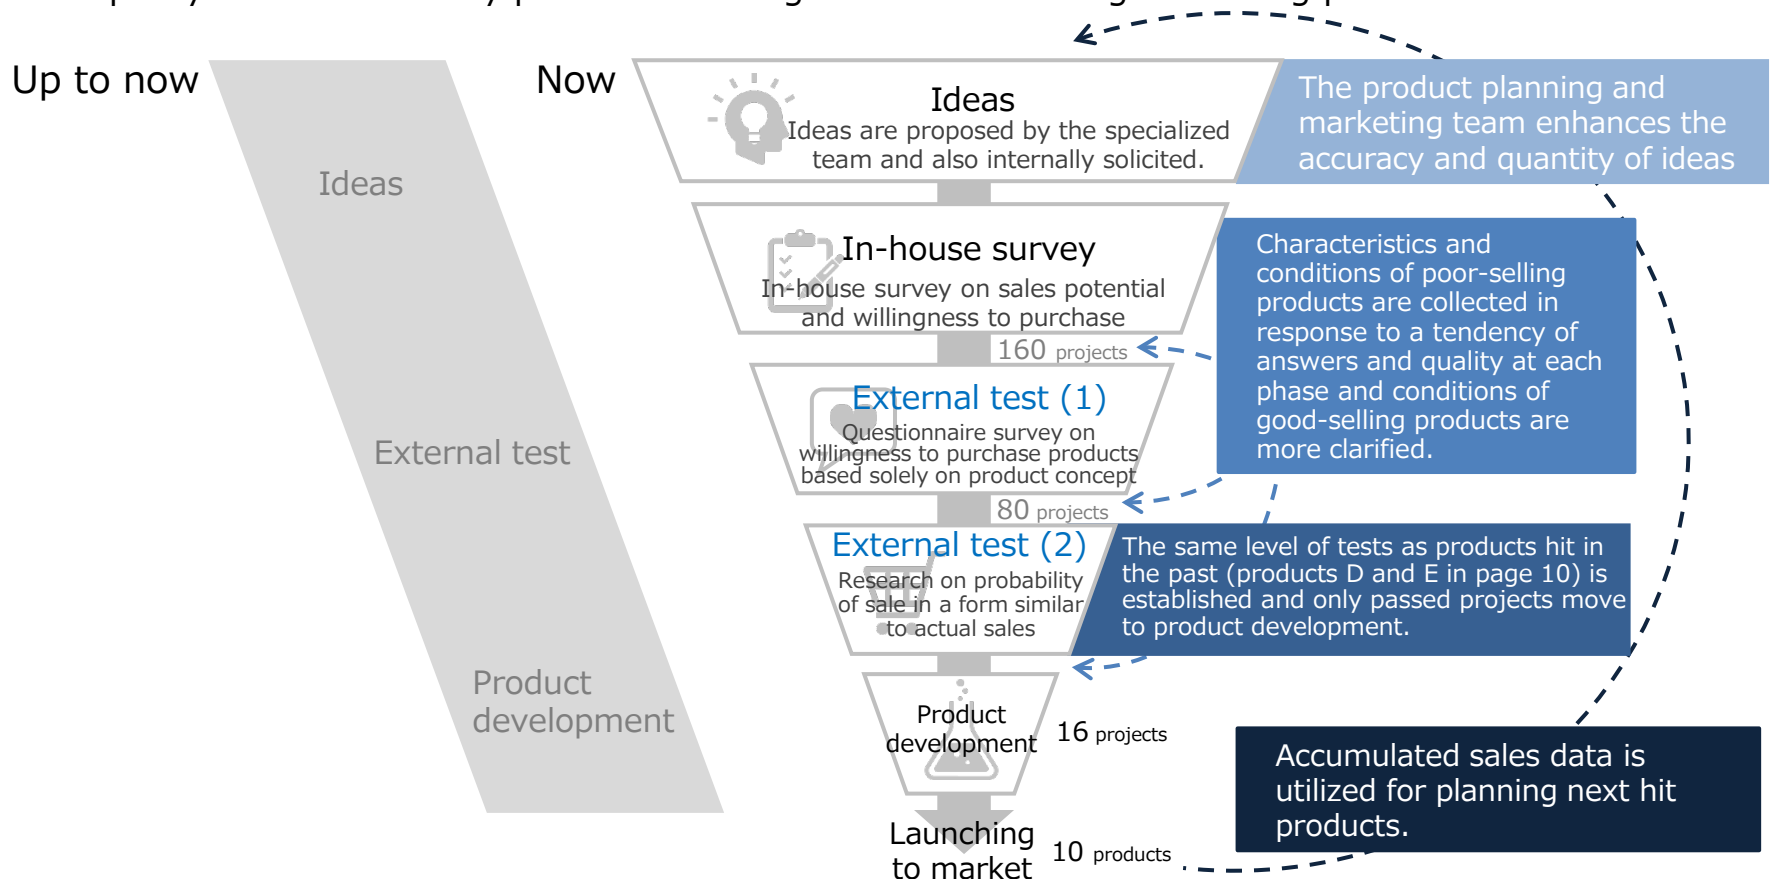 Up to now
Ideas
External test
Product
development
Now
Ideas
Ideas are proposed by the specialized
team and also internally solicited.
The product planning and
marketing team enhances the
accuracy and quantity of ideas
In-house survey
In-house survey on sales potential
and willingness to purchase
160 projects
Characteristics and
conditions of poor-selling
products are collected in
response to a tendency of
answers and quality at each
phase and conditions of
good-selling products are
more clarified.
External test (1)
Questionnaire survey on
willingness to purchase products
based solely on product concept
80 projects
External test (2)
Research on probability
of sale in a form similar
to actual sales
The same level of tests as products hit in
the past (products D and E in page 10) is
established and only passed projects move
to product development.
Product
development
16 projects
Launching
to market
10 products
Accumulated sales data is
utilized for planning next hit
products.